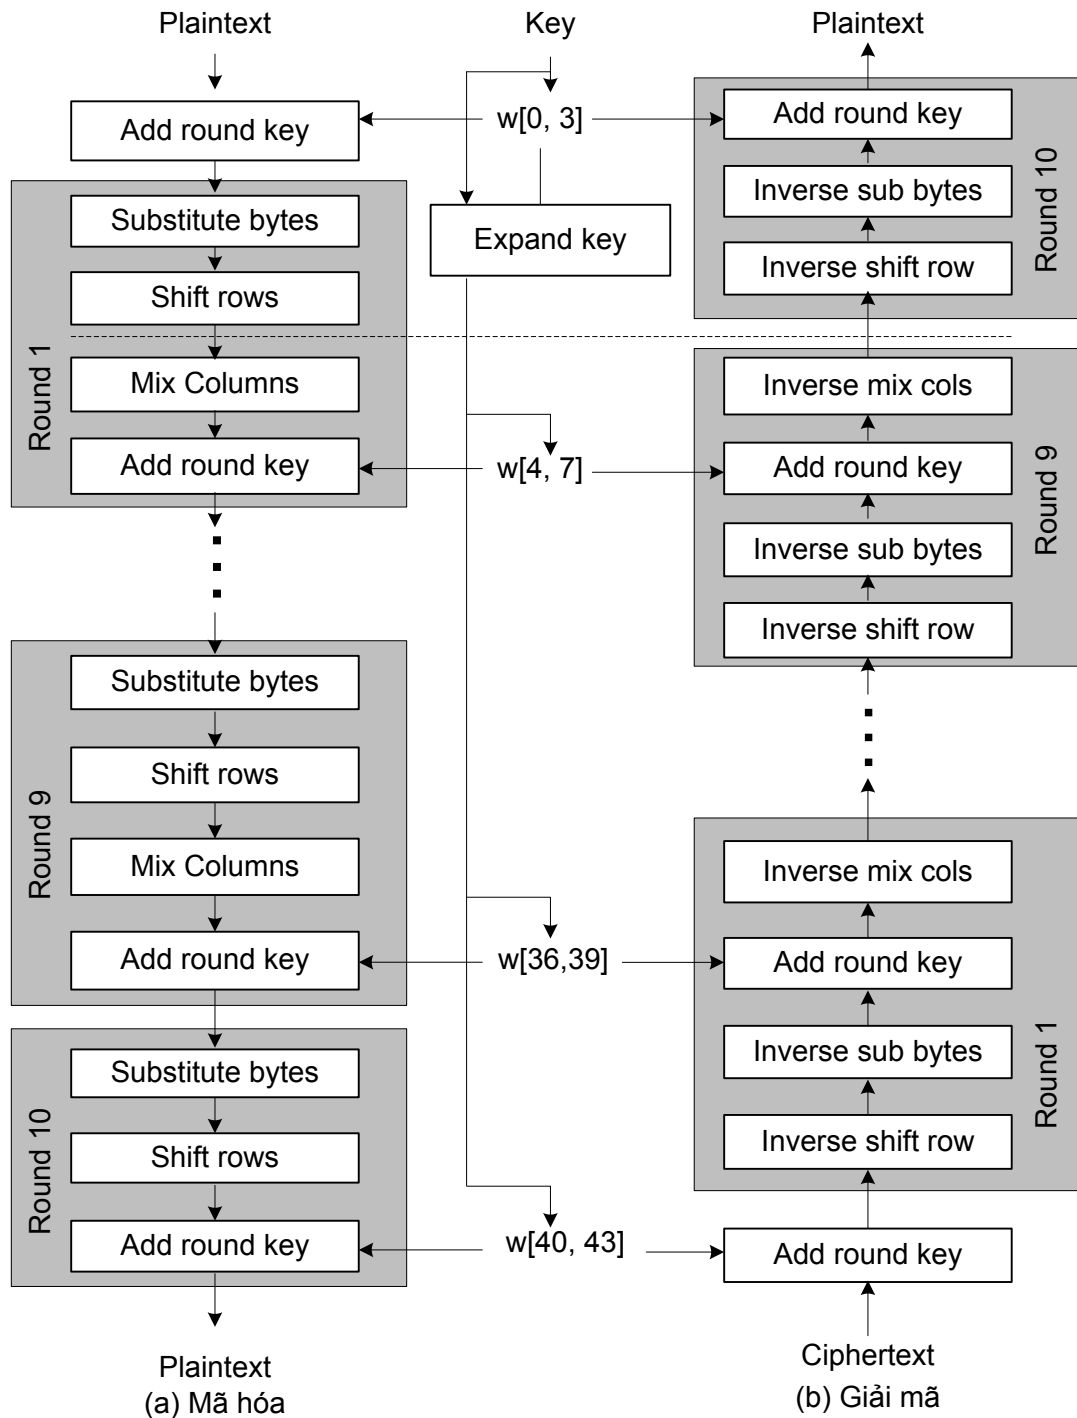 Plaintext
Key
Plaintext
Add round key
w[0, 3]
Add round key
Round 1
Substitute bytes
Shift rows
Mix Columns
Add round key
Expand key
Round 10
Inverse sub bytes
Inverse shift row
w[4, 7]
Round 9
Inverse mix cols
Add round key
Inverse sub bytes
Inverse shift row
Round 9
Substitute bytes
Shift rows
Mix Columns
Add round key
w[36,39]
Round 1
Inverse mix cols
Add round key
Inverse sub bytes
Inverse shift row
Round 10
Substitute bytes
Shift rows
Add round key
w[40, 43]
Add round key
Plaintext
(a) Mã hóa
Ciphertext
(b) Giải mã